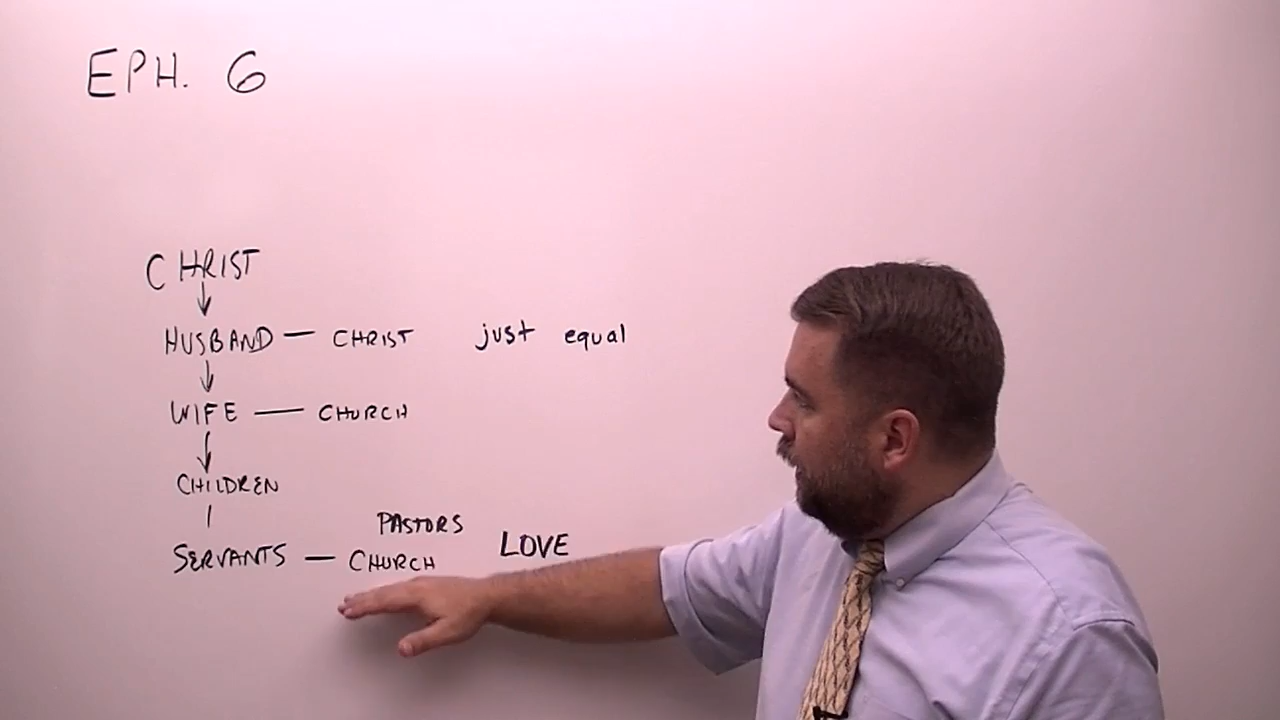 EPH. 6
CHRIST
HUSBAND — CHRIST just equal
WIFE — CHURCH
CHILDREN
PASTORS
SERVANTS — CHURCH LOVE